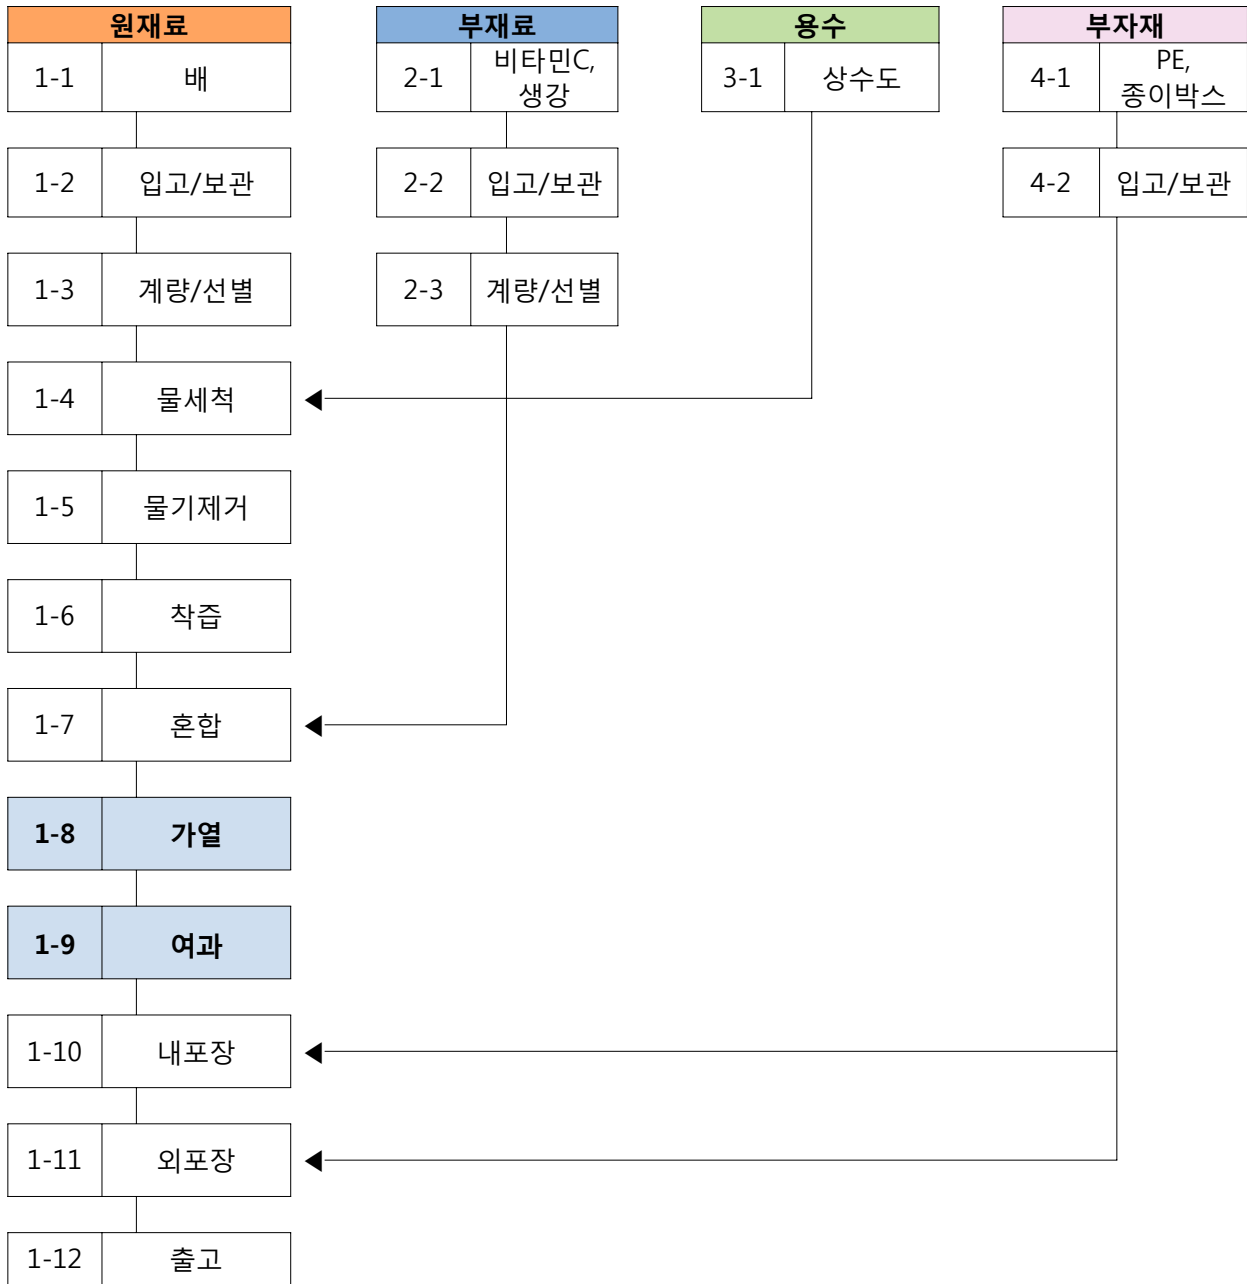 원재료
부재료
용수
부자재
1-1 배
2-1 비타민C,
생강
3-1 상수도
4-1 PE,
종이박스
1-2 입고/보관
2-2 입고/보관
4-2 입고/보관
1-3 계량/선별
2-3 계량/선별
1-4 물세척
1-5 물기제거
1-6 착즙
1-7 혼합
1-8 가열
1-9 여과
1-10 내포장
1-11 외포장
1-12 출고